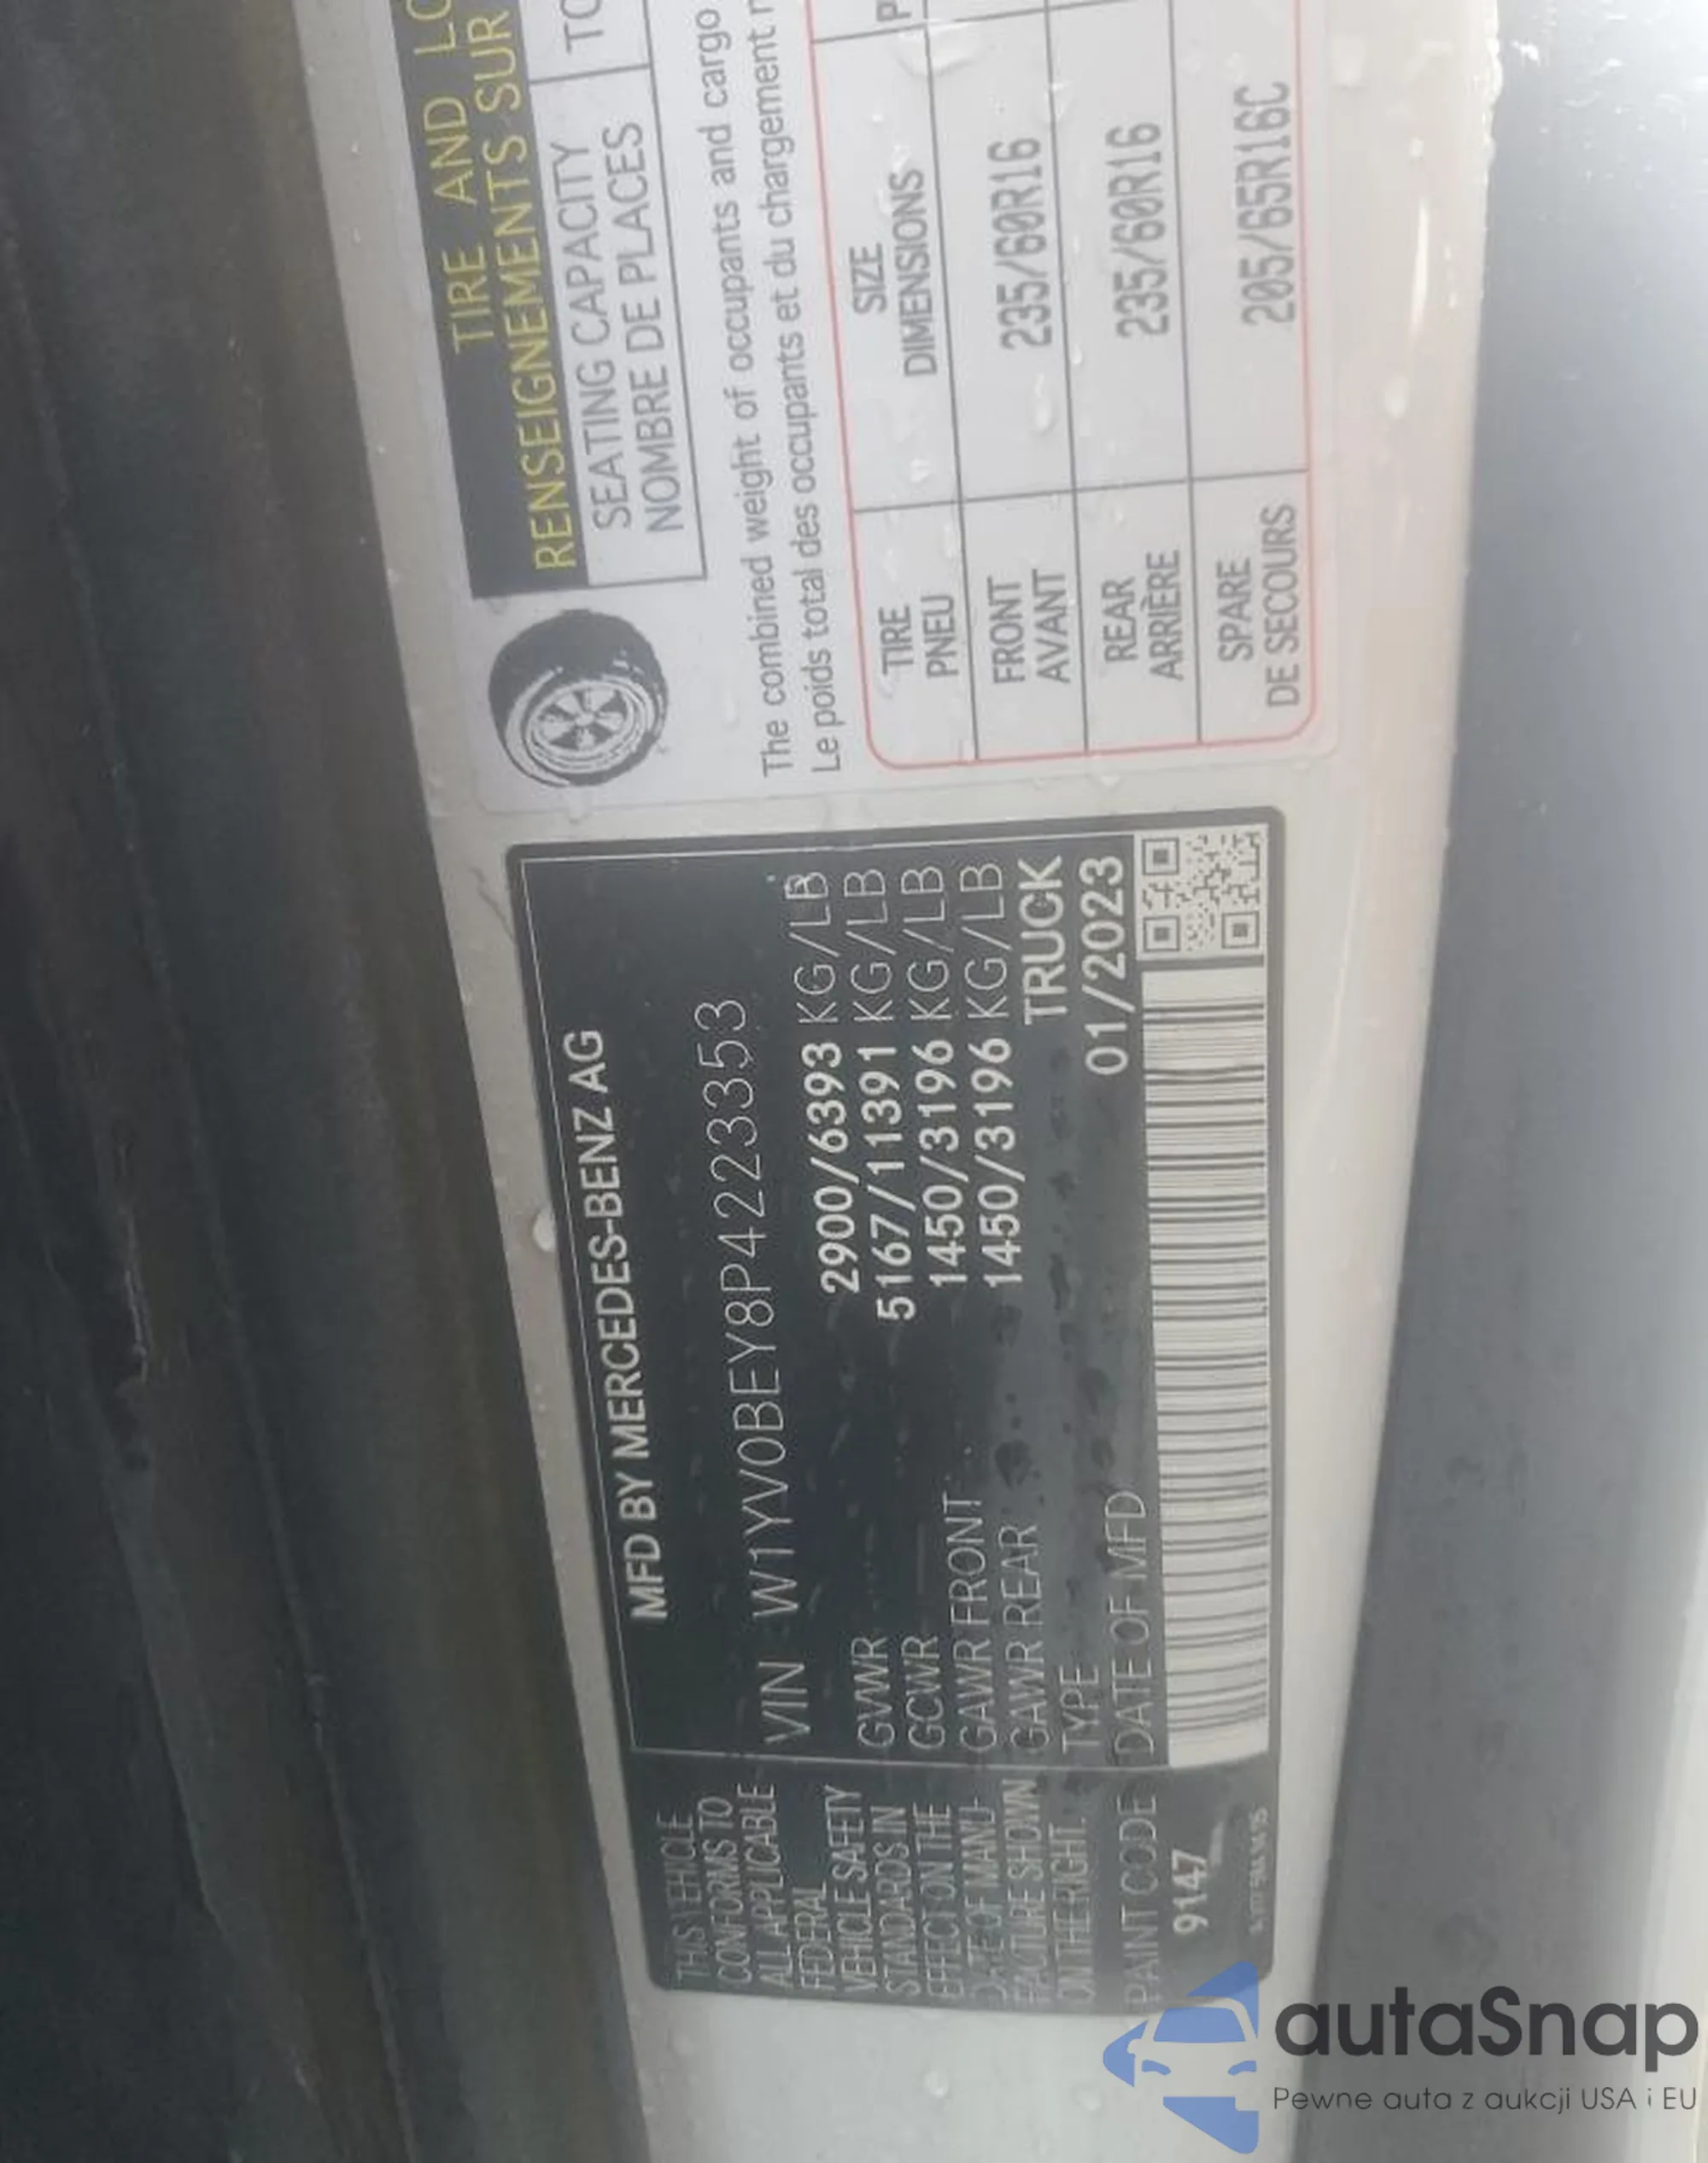 TIRE AND LO
RENSEIGNEMENTS SUR
SEATING CAPACITY
NOMBRE DE PLACES
TO
The combined weight of occupants and cargo
Le poids total des occupants et du chargement
TIRE
PNEU
SIZE
DIMENSIONS
P
FRONT
AVANT
235/60R16
REAR
ARRIÈRE
235/60R16
SPARE
DE SECOURS
205/65R16C
MFD BY MERCEDES-BENZ AG
VIN W1YV0BEY8P4223353
GVWR 2900/6393 KG/LB
GCWR 5167/11391 KG/LB
GAWR FRONT 1450/3196 KG/LB
GAWR REAR 1450/3196 KG/LB
TYPE TRUCK
DATE OF MFD 01/2023
THIS VEHICLE
CONFORMS TO
ALL APPLICABLE
FEDERAL
VEHICLE SAFETY
STANDARDS IN
EFFECT ON THE
DATE OF MANU-
FACTURE SHOWN
ON THE RIGHT.
PAINT CODE
9147
autaSnap
Pewne auta z aukcji USA i EU